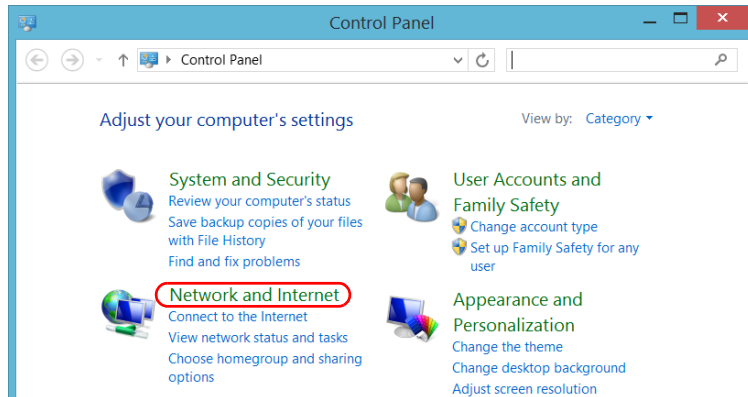 Control Panel
Control Panel
Adjust your computer's settings
View by: Category
System and Security
Review your computer's status
Save backup copies of your files
with File History
Find and fix problems
Network and Internet
Connect to the Internet
View network status and tasks
Choose homegroup and sharing
options
User Accounts and
Family Safety
Change account type
Set up Family Safety for any
user
Appearance and
Personalization
Change the theme
Change desktop background
Adjust screen resolution